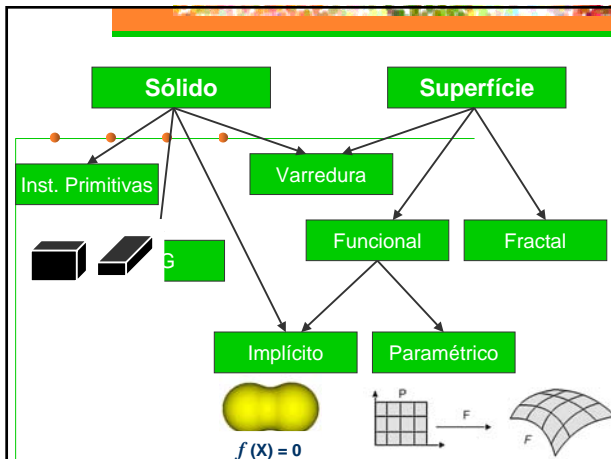 Sólido
Superfície
Inst. Primitivas
Varredura
G
Funcional
Fractal
Implícito
Paramétrico
P
F
F
f (X) = 0